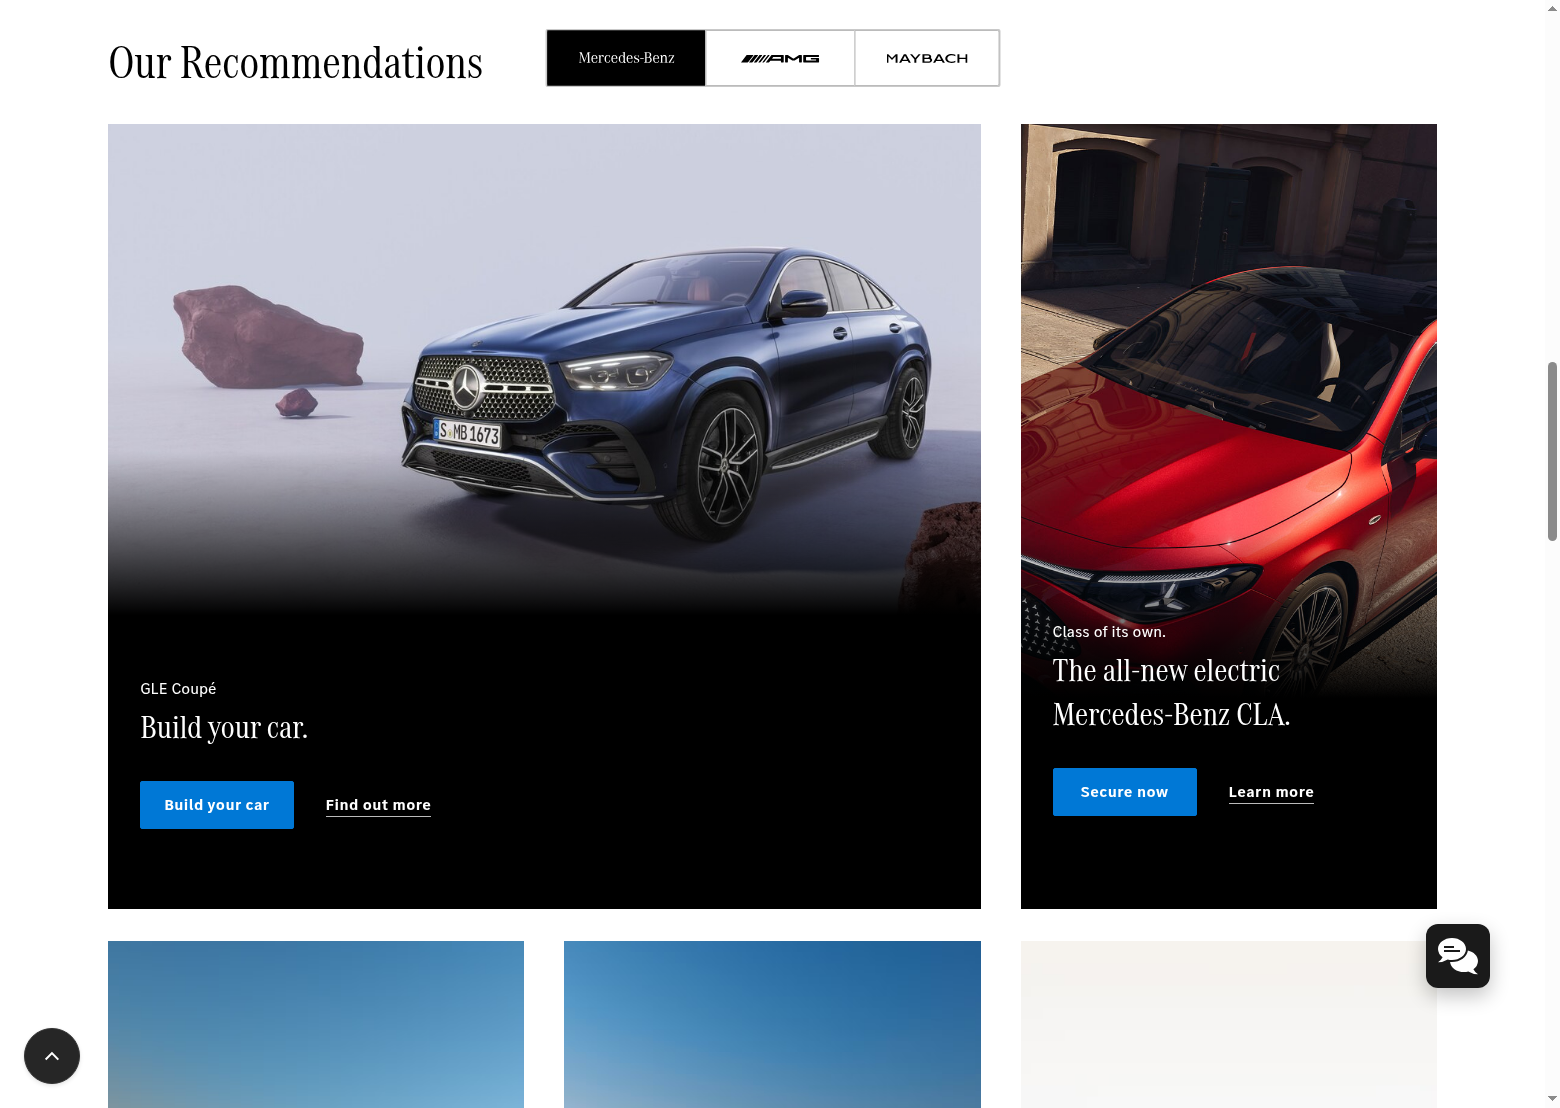 Our Recommendations
Mercedes-Benz
AMG
MAYBACH
S MB 1673
GLE Coupé
Build your car.
Build your car
Find out more
Class of its own.
The all-new electric
Mercedes-Benz CLA.
Secure now
Learn more